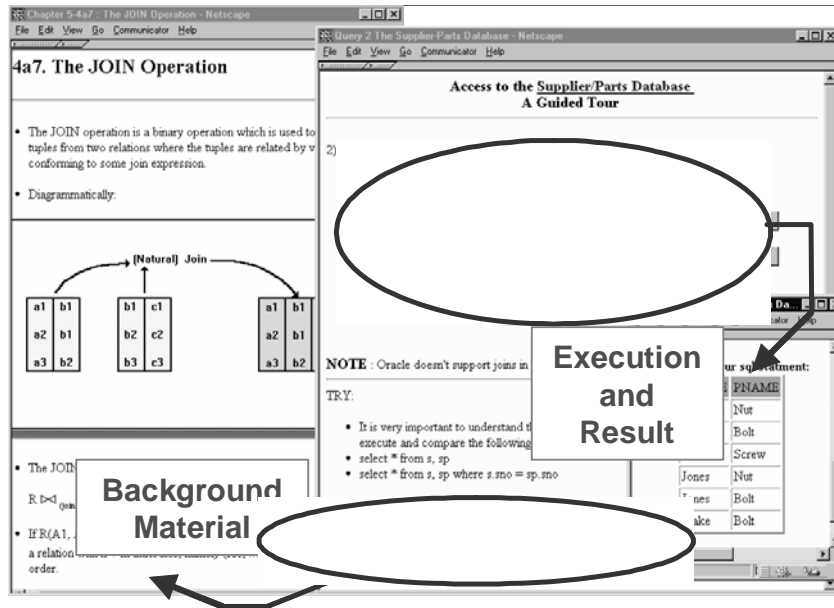 Chapter 5-4a7 : The JOIN Operation - Netscape
File Edit View Go Communicator Help
4a7. The JOIN Operation
• The JOIN operation is a binary operation which is used to
tuples from two relations where the tuples are related by v
conforming to some join expression.
• Diagrammatically:
(Natural) Join
a1 b1 b1 c1 a1 b1
a2 b1 b2 c2 a2 b1
a3 b2 b3 c3 a3 b2
• The JOIN
R ⋈
• If R(A1,
a relation
order.
Background
Material
Query 2 The Supplier-Parts Database - Netscape
File Edit View Go Communicator Help
Access to the Supplier/Parts Database
A Guided Tour
2)
NOTE : Oracle doesn't support joins in
TRY:
• It is very important to understand
execute and compare the following
• select * from s, sp
• select * from s, sp where s.sno = sp.sno
Execution
and
Result
Da...
PNAME
Nut
Bolt
Screw
Jones Nut
Bolt
Bolt